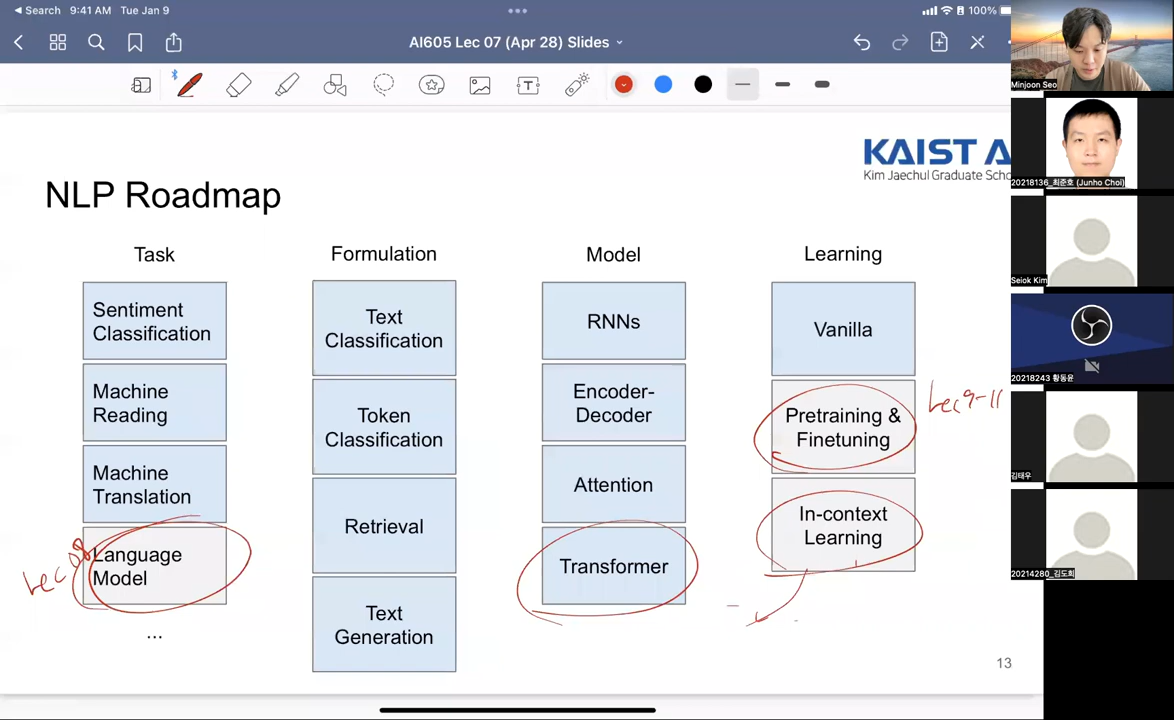 Search 9:41 AM Tue Jan 9
100%
AI605 Lec 07 (Apr 28) Slides
KAIST A
Kim Jaechul Graduate Scho
NLP Roadmap
Task
Sentiment
Classification
Machine
Reading
Machine
Translation
Language
Model
Lec 08
...
Formulation
Text
Classification
Token
Classification
Retrieval
Text
Generation
Model
RNNs
Encoder-
Decoder
Attention
Transformer
Learning
Vanilla
Pretraining &
Finetuning
Lec 9-11
In-context
Learning
13
Minjoon Seo
20218136_최준호 (Junho Choi)
Seiok Kim
20218243 황동윤
김태우
20214280_김도희